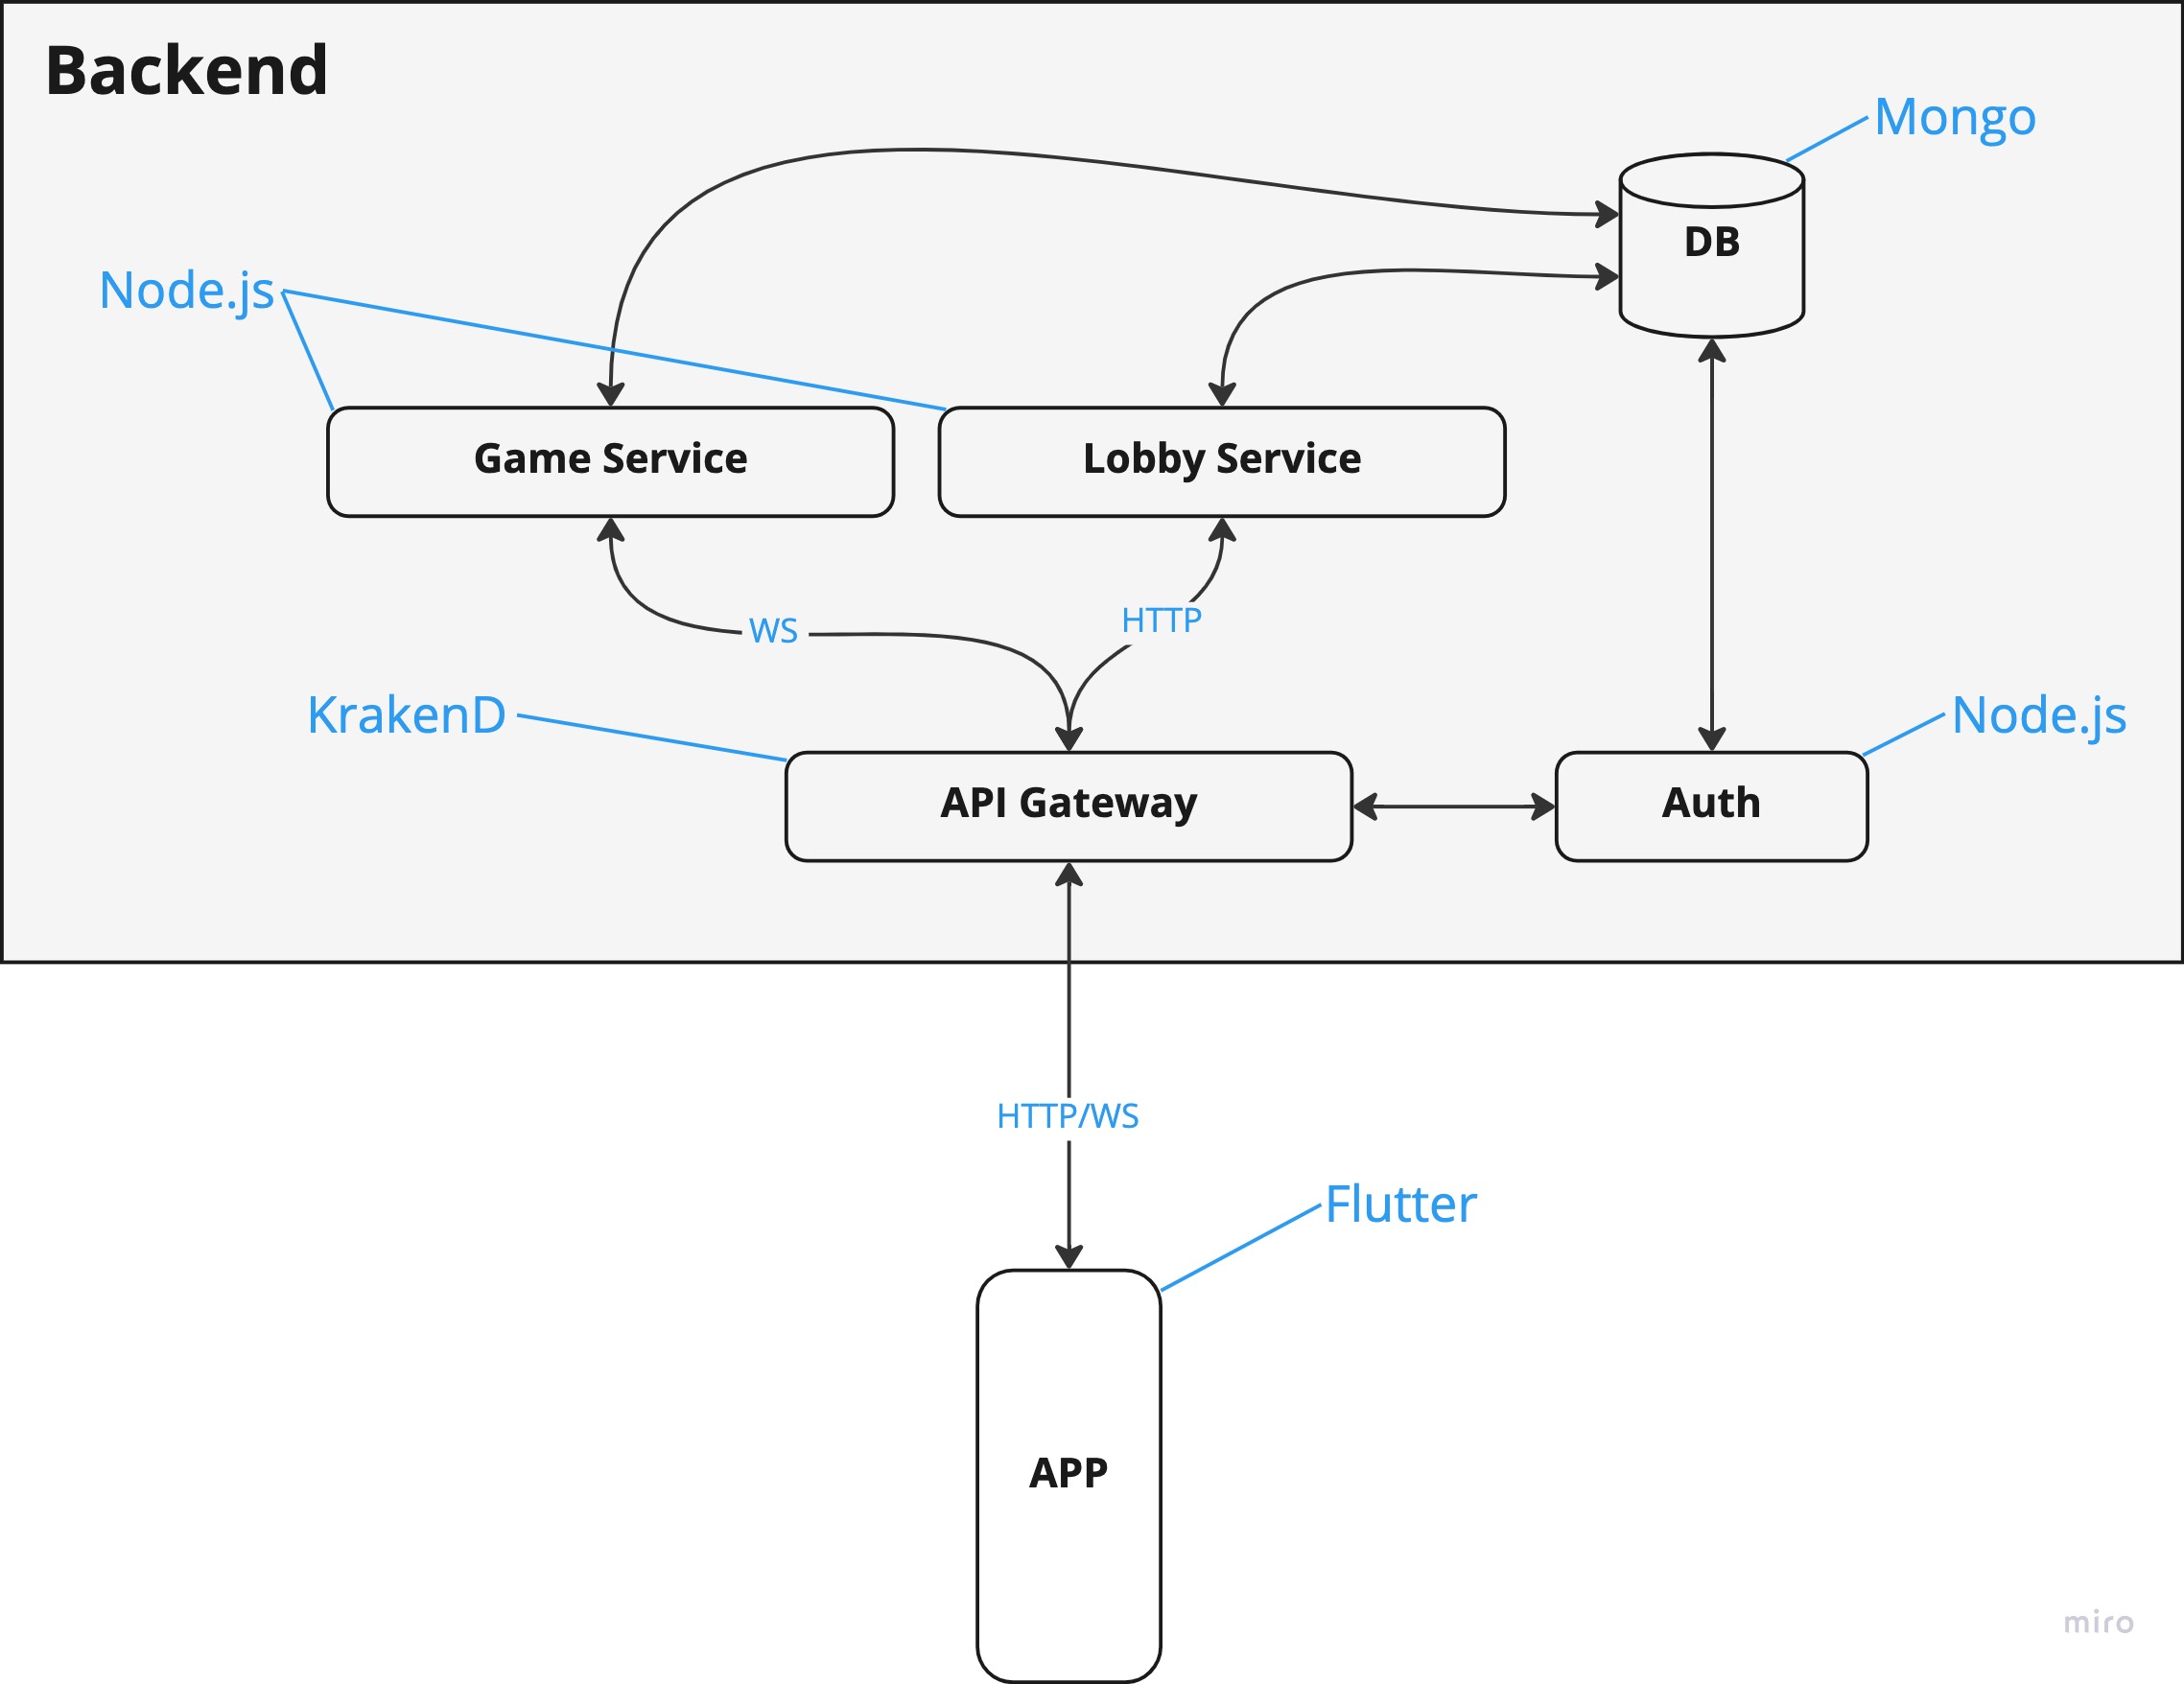 Backend
Mongo
DB
Node.js
Game Service
Lobby Service
WS
HTTP
KrakenD
Node.js
API Gateway
Auth
HTTP/WS
Flutter
APP
miro